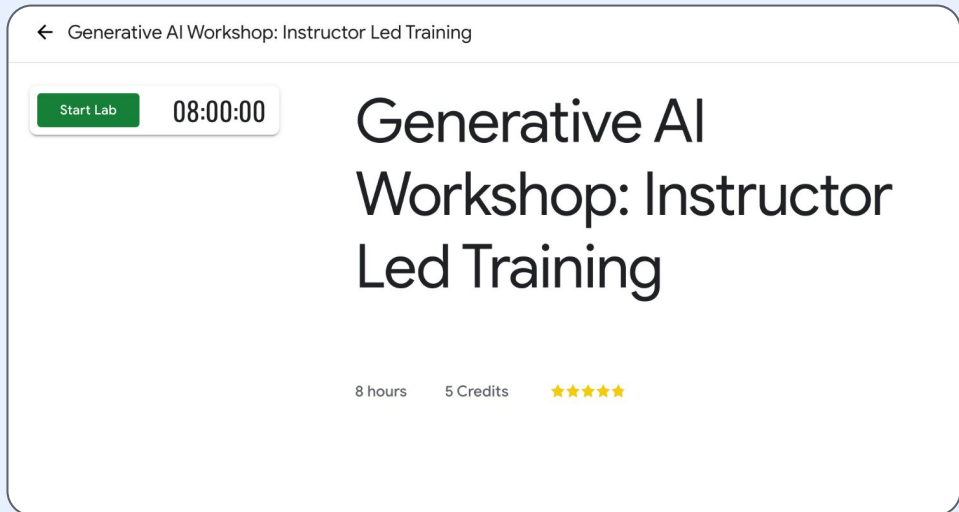 Generative AI Workshop: Instructor Led Training
Start Lab 08:00:00
Generative AI
Workshop: Instructor
Led Training
8 hours 5 Credits